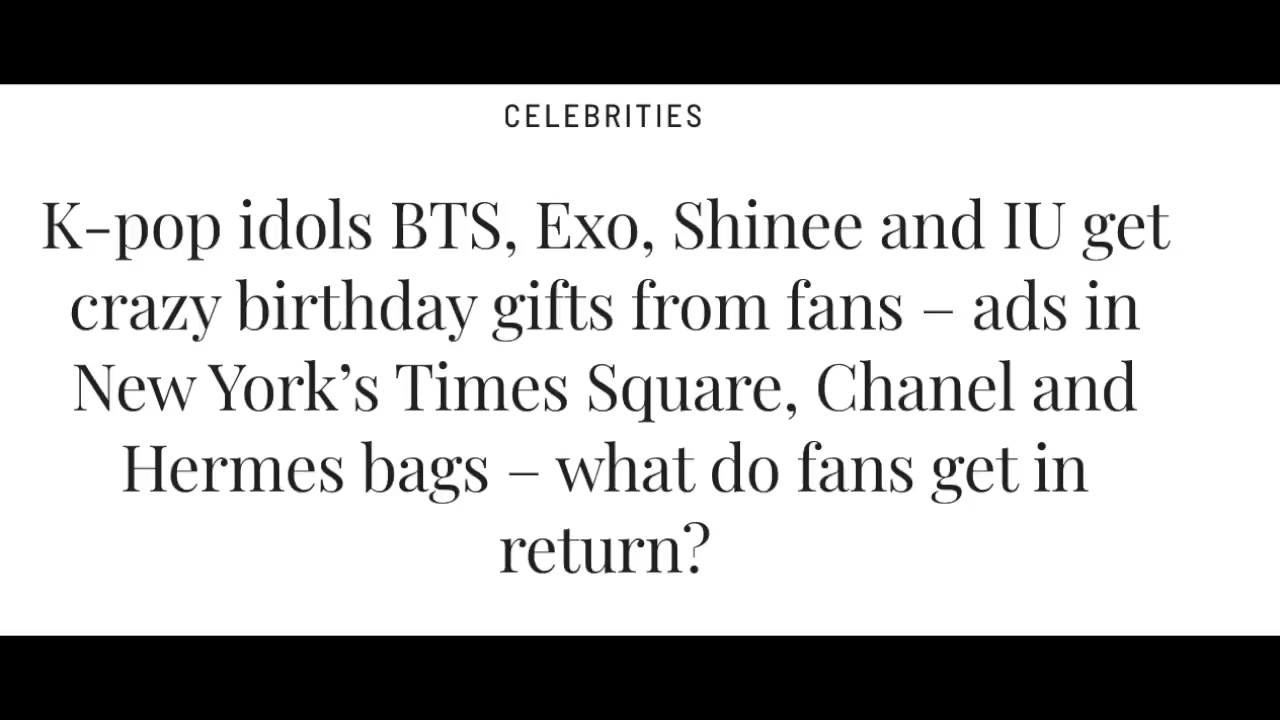 CELEBRITIES
K-pop idols BTS, Exo, Shinee and IU get
crazy birthday gifts from fans – ads in
New York’s Times Square, Chanel and
Hermes bags – what do fans get in
return?